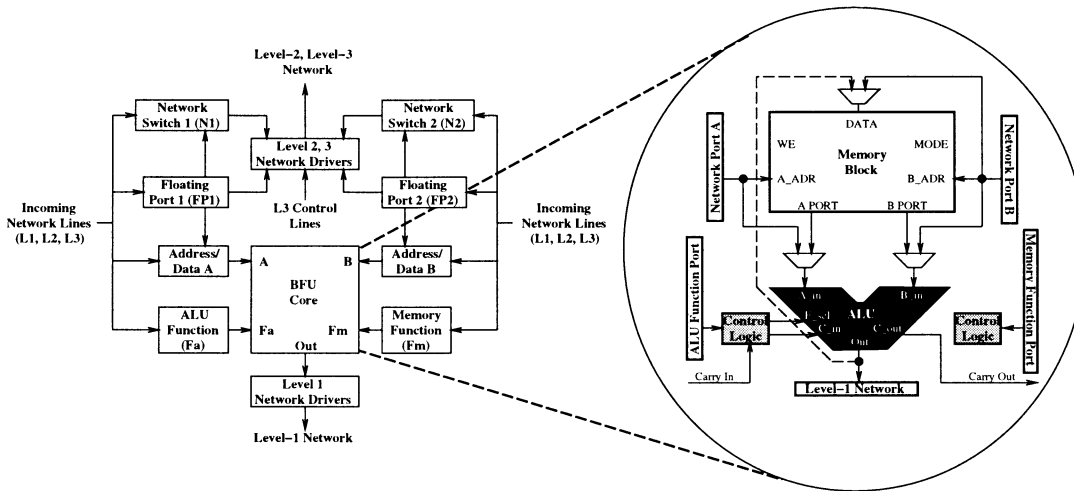 Level-2, Level-3
Network
Network
Switch 1 (N1)
Network
Switch 2 (N2)
Level 2, 3
Network Drivers
Floating
Port 1 (FP1)
L3 Control
Lines
Floating
Port 2 (FP2)
Incoming
Network Lines
(L1, L2, L3)
Incoming
Network Lines
(L1, L2, L3)
Address/
Data A
A
B
BFU
Core
Address/
Data B
ALU
Function
(Fa)
Fa
Fm
Out
Memory
Function
(Fm)
Level 1
Network Drivers
Level-1 Network
Network Port A
DATA
WE
MODE
Memory
Block
A_ADR
B_ADR
A PORT
B PORT
Network Port B
ALU Function Port
Memory Function Port
A_in
B_in
F_sel
ALU
C_in
C_out
Out
Control
Logic
Control
Logic
Carry In
Carry Out
Level-1 Network